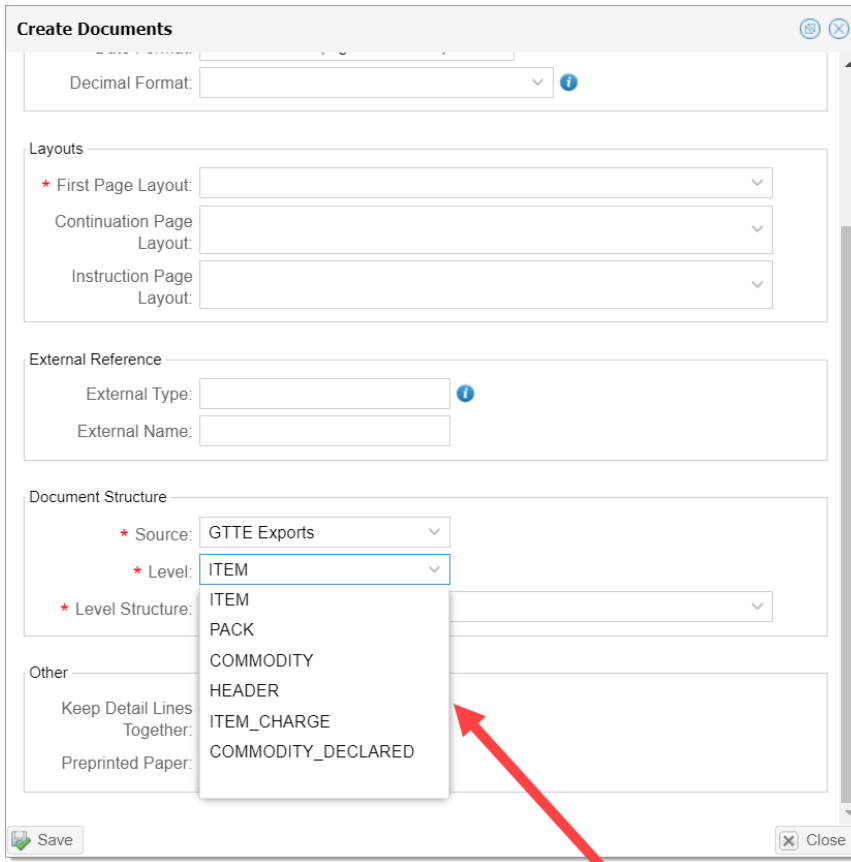 Create Documents
Decimal Format:
Layouts
* First Page Layout:
Continuation Page
Layout:
Instruction Page
Layout:
External Reference
External Type:
External Name:
Document Structure
* Source: GTTE Exports
* Level: ITEM
ITEM
* Level Structure:
PACK
COMMODITY
HEADER
ITEM_CHARGE
COMMODITY_DECLARED
Other
Keep Detail Lines
Together:
Preprinted Paper:
Save
Close